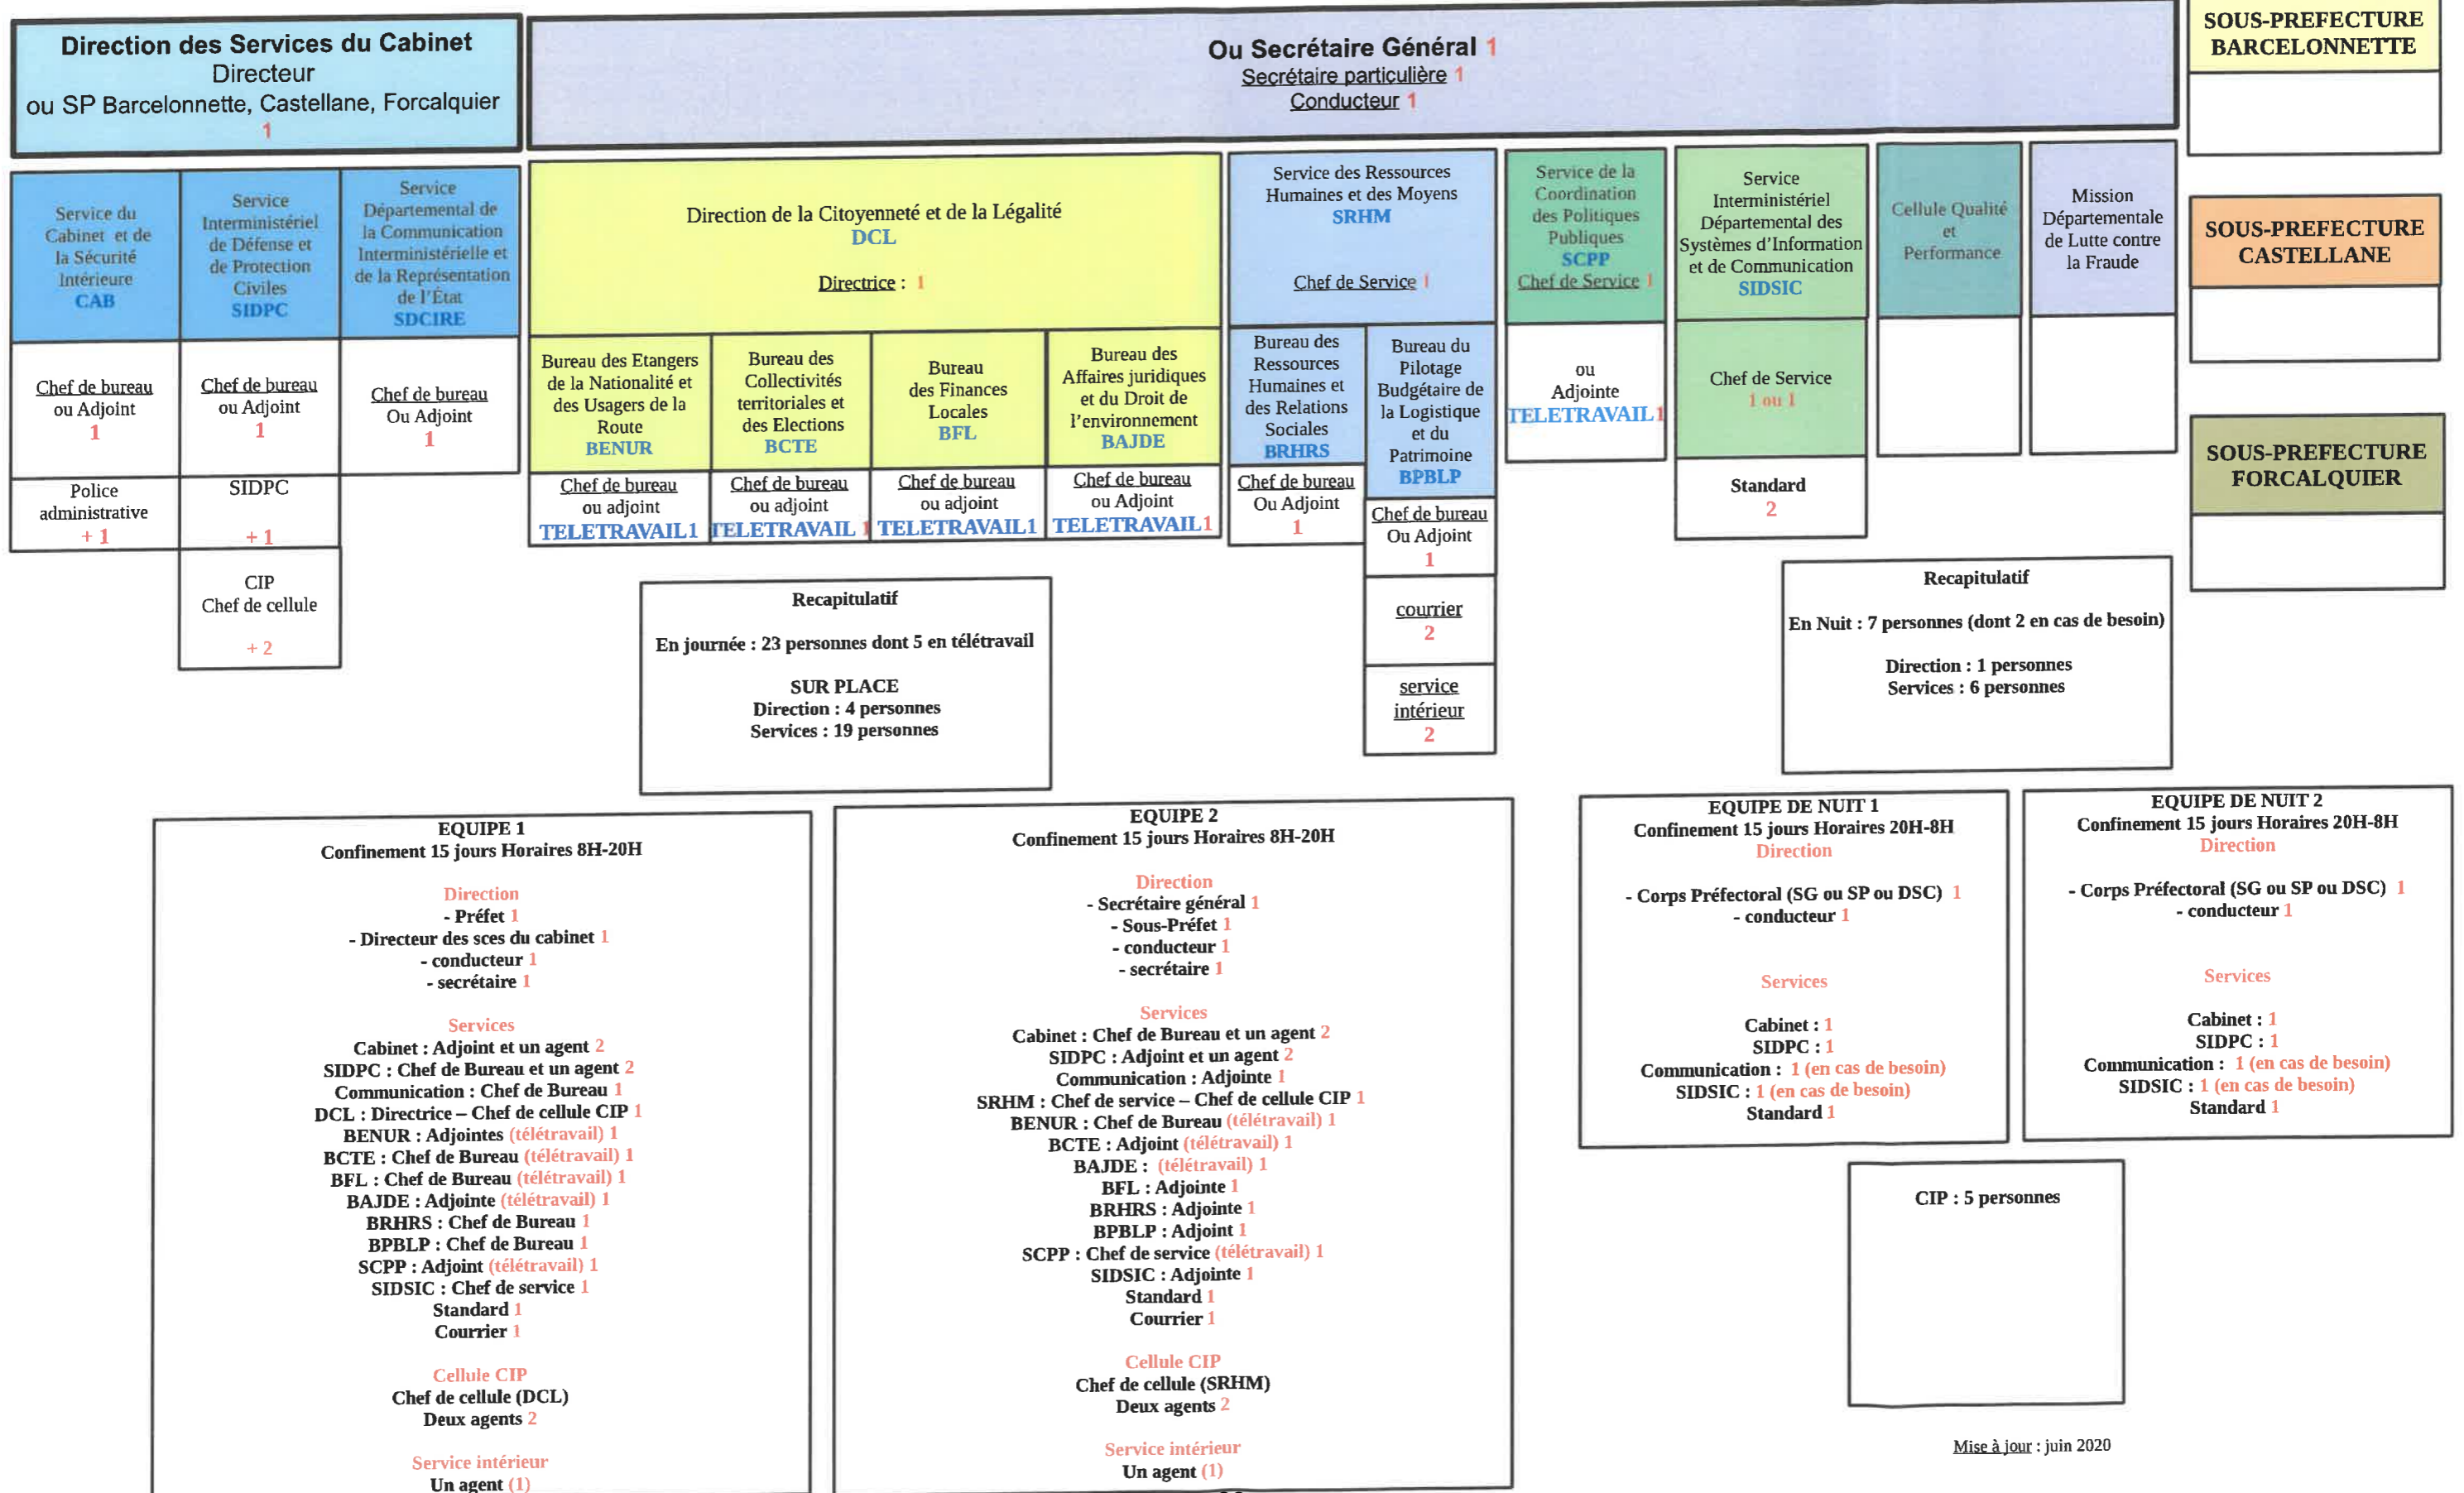 Direction des Services du Cabinet
Directeur
ou SP Barcelonnette, Castellane, Forcalquier
1
Ou Secrétaire Général 1
Secrétaire particulière 1
Conducteur 1
SOUS-PREFECTURE
BARCELONNETTE
Service du
Cabinet et de
la Sécurité
Intérieure
CAB
Service
Interministériel
de Défense et
de Protection
Civiles
SIDPC
Service
Départemental de
la Communication
Interministérielle et
de la Représentation
de l'État
SDCIRE
Direction de la Citoyenneté et de la Légalité
DCL
Directrice : 1
Service des Ressources
Humaines et des Moyens
SRHM
Chef de Service 1
Service de la
Coordination
des Politiques
Publiques
SCPP
Chef de Service 1
Service
Interministériel
Départemental des
Systèmes d'Information
et de Communication
SIDSIC
Cellule Qualité
et
Performance
Mission
Départementale
de Lutte contre
la Fraude
SOUS-PREFECTURE
CASTELLANE
Chef de bureau
ou Adjoint
1
Chef de bureau
ou Adjoint
1
Chef de bureau
Ou Adjoint
1
Bureau des Etangers
de la Nationalité et
des Usagers de la
Route
BENUR
Bureau des
Collectivités
territoriales et
des Elections
BCTE
Bureau
des Finances
Locales
BFL
Bureau des
Affaires juridiques
et du Droit de
l'environnement
BAJDE
Bureau des
Ressources
Humaines et
des Relations
Sociales
BRHRS
Bureau du
Pilotage
Budgétaire de
la Logistique
et du
Patrimoine
BPBLP
ou
Adjointe
TELETRAVAIL1
Chef de Service
1 ou 1
SOUS-PREFECTURE
FORCALQUIER
Police
administrative
+ 1
SIDPC
+ 1
Chef de bureau
ou adjoint
TELETRAVAIL1
Chef de bureau
ou adjoint
TELETRAVAIL 1
Chef de bureau
ou adjoint
TELETRAVAIL1
Chef de bureau
ou Adjoint
TELETRAVAIL1
Chef de bureau
Ou Adjoint
1
Chef de bureau
Ou Adjoint
1
Standard
2
CIP
Chef de cellule
+ 2
courrier
2
service
intérieur
2
Recapitulatif
En journée : 23 personnes dont 5 en télétravail
SUR PLACE
Direction : 4 personnes
Services : 19 personnes
Recapitulatif
En Nuit : 7 personnes (dont 2 en cas de besoin)
Direction : 1 personnes
Services : 6 personnes
EQUIPE 1
Confinement 15 jours Horaires 8H-20H
Direction
- Préfet 1
- Directeur des sces du cabinet 1
- conducteur 1
- secrétaire 1
Services
Cabinet : Adjoint et un agent 2
SIDPC : Chef de Bureau et un agent 2
Communication : Chef de Bureau 1
DCL : Directrice – Chef de cellule CIP 1
BENUR : Adjointes (télétravail) 1
BCTE : Chef de Bureau (télétravail) 1
BFL : Chef de Bureau (télétravail) 1
BAJDE : Adjointe (télétravail) 1
BRHRS : Chef de Bureau 1
BPBLP : Chef de Bureau 1
SCPP : Adjoint (télétravail) 1
SIDSIC : Chef de service 1
Standard 1
Courrier 1
Cellule CIP
Chef de cellule (DCL)
Deux agents 2
Service intérieur
Un agent (1)
EQUIPE 2
Confinement 15 jours Horaires 8H-20H
Direction
- Secrétaire général 1
- Sous-Préfet 1
- conducteur 1
- secrétaire 1
Services
Cabinet : Chef de Bureau et un agent 2
SIDPC : Adjoint et un agent 2
Communication : Adjointe 1
SRHM : Chef de service – Chef de cellule CIP 1
BENUR : Chef de Bureau (télétravail) 1
BCTE : Adjoint (télétravail) 1
BAJDE : (télétravail) 1
BFL : Adjointe 1
BRHRS : Adjointe 1
BPBLP : Adjoint 1
SCPP : Chef de service (télétravail) 1
SIDSIC : Adjointe 1
Standard 1
Courrier 1
Cellule CIP
Chef de cellule (SRHM)
Deux agents 2
Service intérieur
Un agent (1)
EQUIPE DE NUIT 1
Confinement 15 jours Horaires 20H-8H
Direction
- Corps Préfectoral (SG ou SP ou DSC) 1
- conducteur 1
Services
Cabinet : 1
SIDPC : 1
Communication : 1 (en cas de besoin)
SIDSIC : 1 (en cas de besoin)
Standard 1
EQUIPE DE NUIT 2
Confinement 15 jours Horaires 20H-8H
Direction
- Corps Préfectoral (SG ou SP ou DSC) 1
- conducteur 1
Services
Cabinet : 1
SIDPC : 1
Communication : 1 (en cas de besoin)
SIDSIC : 1 (en cas de besoin)
Standard 1
CIP : 5 personnes
Mise à jour : juin 2020